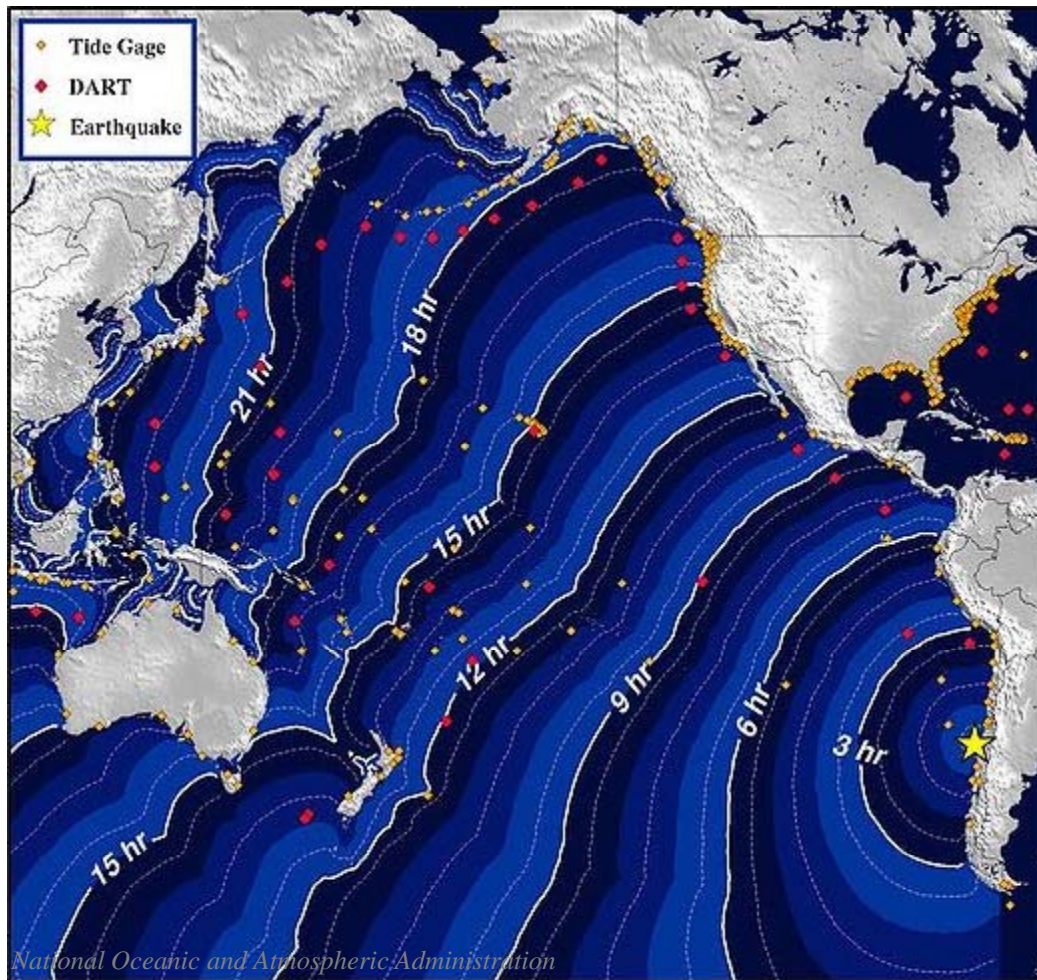 Tide Gage
DART
Earthquake
18 hr
21 hr
15 hr
12 hr
9 hr
6 hr
3 hr
15 hr
National Oceanic and Atmospheric Administration